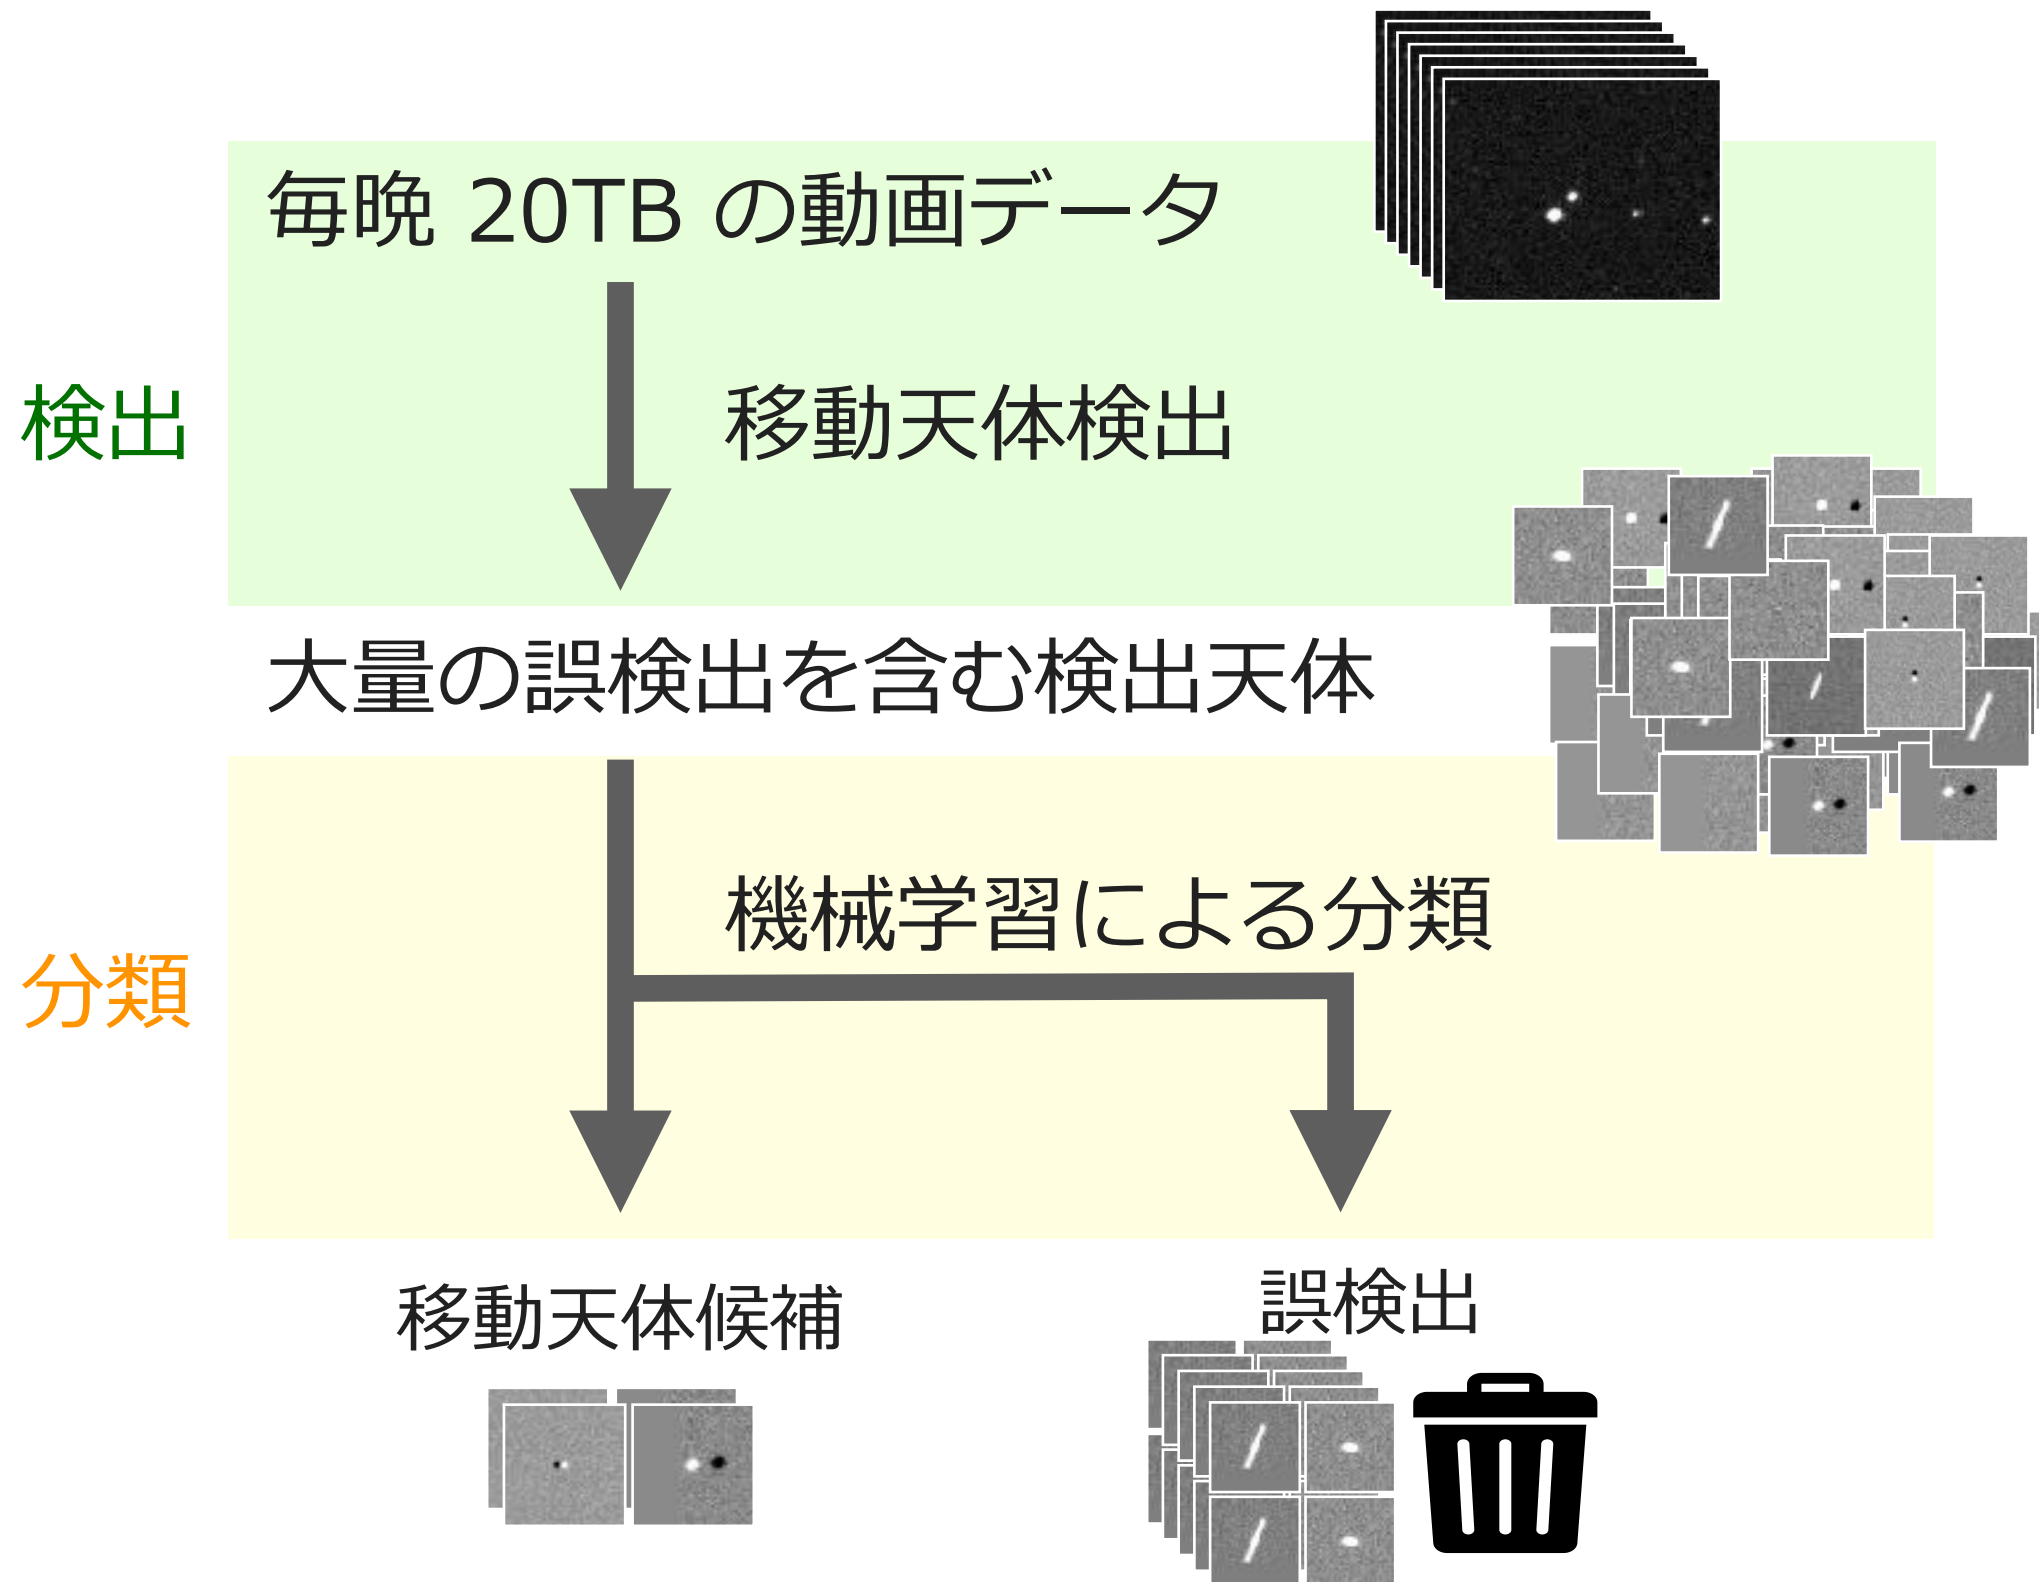 毎晩 20TB の動画データ
検出
移動天体検出
大量の誤検出を含む検出天体
機械学習による分類
分類
移動天体候補
誤検出